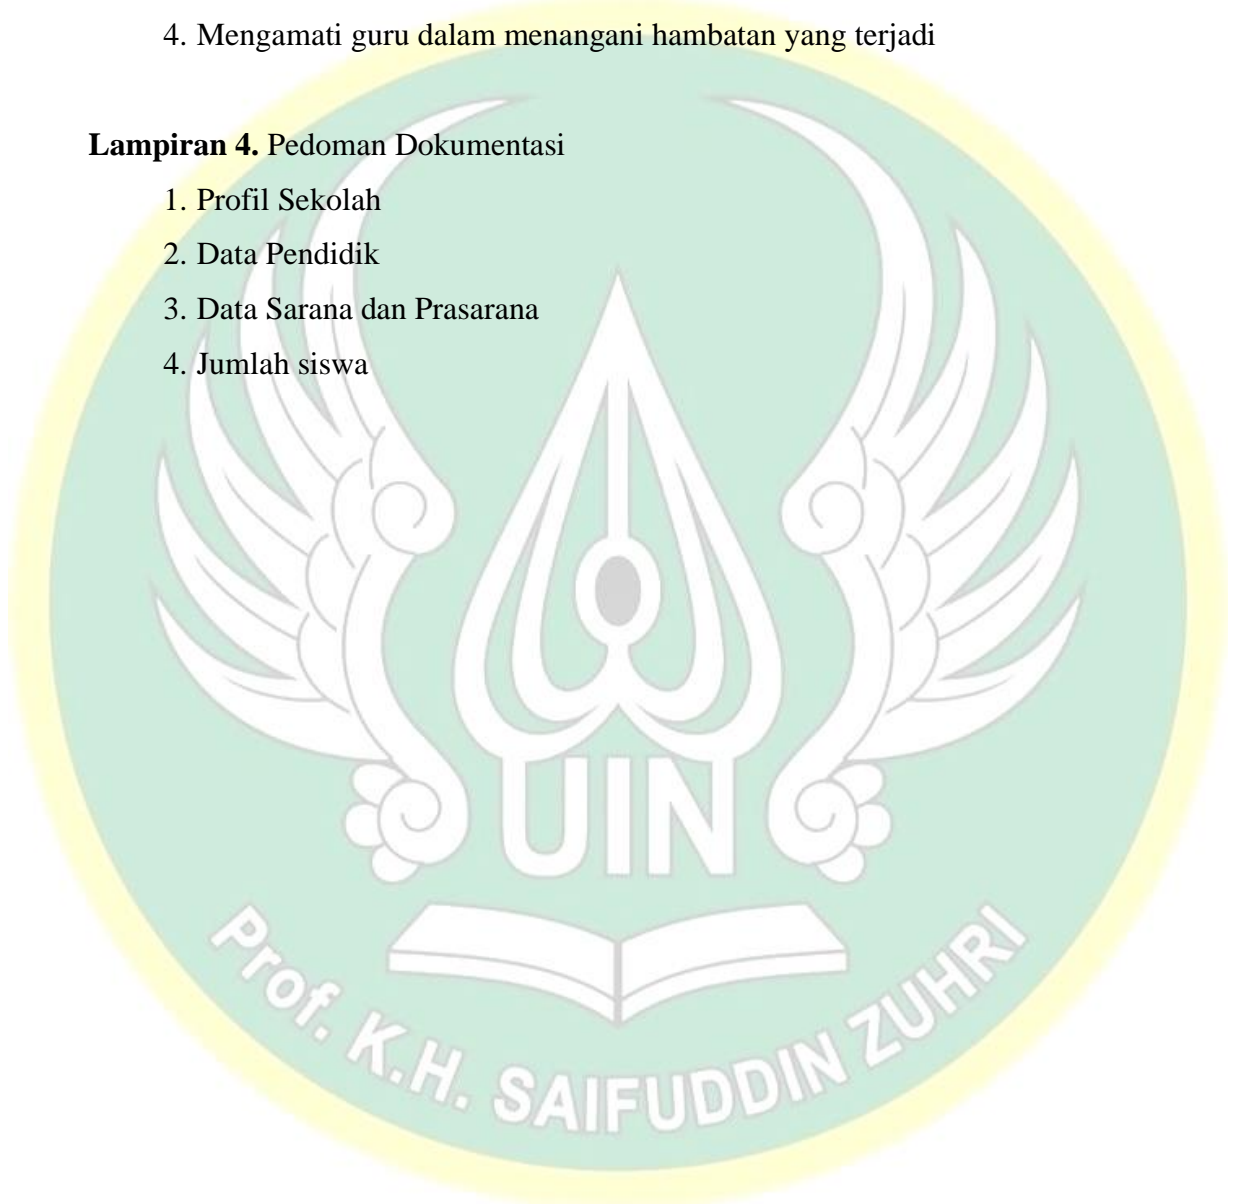 4. Mengamati guru dalam menangani hambatan yang terjadi
Lampiran 4. Pedoman Dokumentasi
1. Profil Sekolah
2. Data Pendidik
3. Data Sarana dan Prasarana
4. Jumlah siswa
UIN
Prof. K.H. SAIFUDDIN ZUHRI